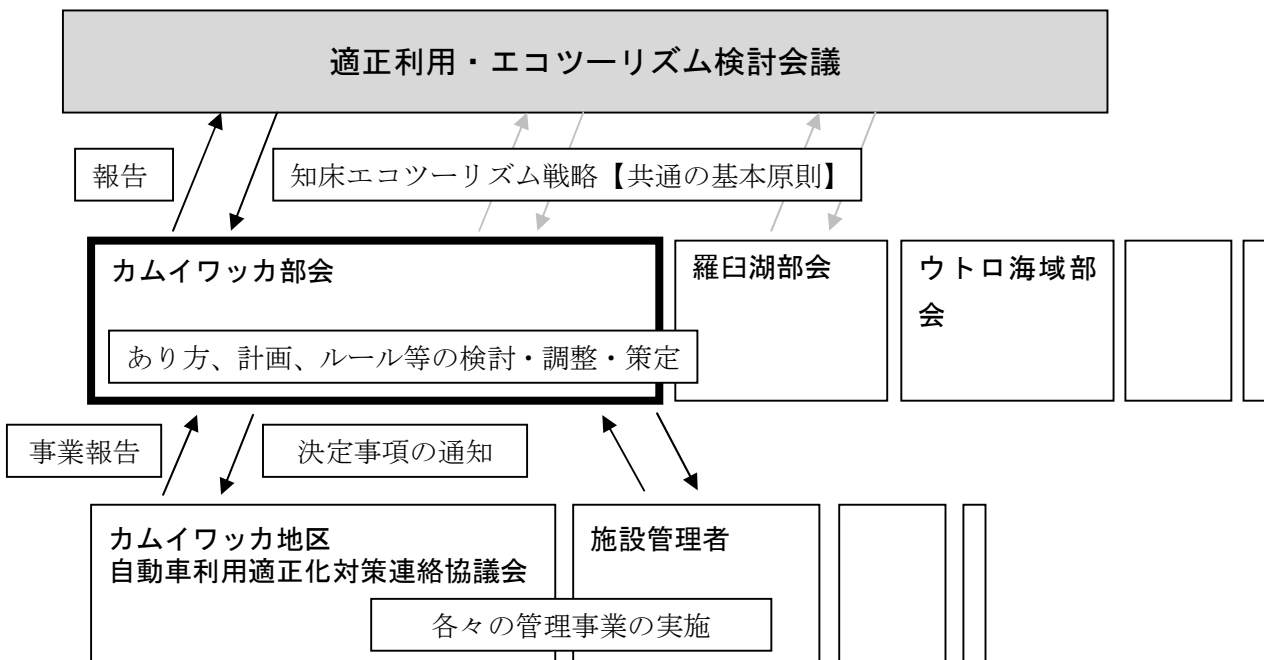 適正利用・エコツーリズム検討会議
報告
知床エコツーリズム戦略【共通の基本原則】
カムイワッカ部会
羅臼湖部会
ウトロ海域部
会
あり方、計画、ルール等の検討・調整・策定
事業報告
決定事項の通知
カムイワッカ地区
自動車利用適正化対策連絡協議会
施設管理者
各々の管理事業の実施